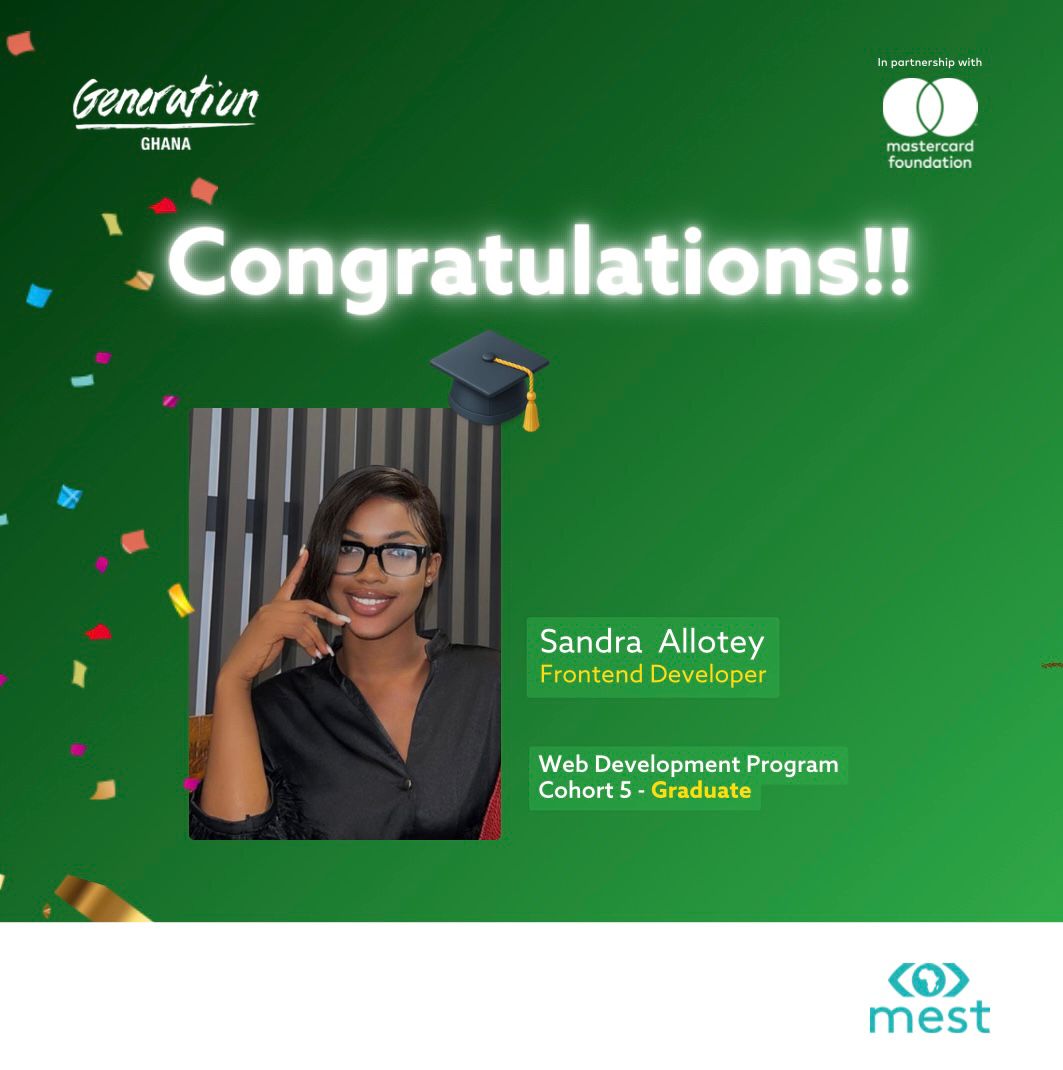 Generation
GHANA
In partnership with
mastercard
foundation
Congratulations!!
Sandra Allotey
Frontend Developer
Web Development Program
Cohort 5 - Graduate
mest